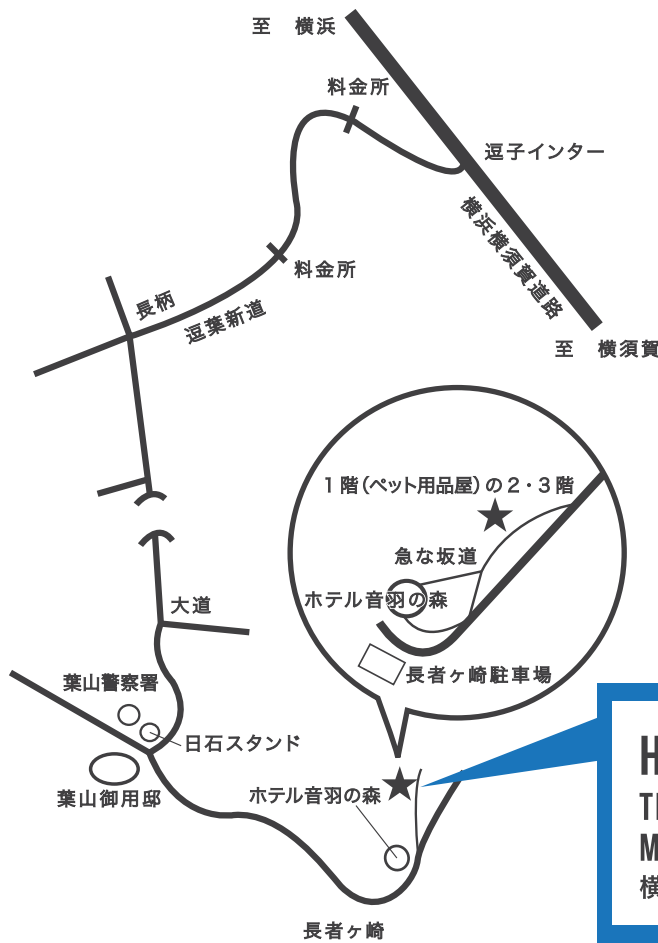 至　横浜
料金所
逗子インター
横浜横須賀道路
料金所
長柄
逗葉新道
至　横須賀
1階(ペット用品屋)の2・3階
急な坂道
ホテル音羽の森
大道
長者ヶ崎駐車場
葉山警察署
日石スタンド
葉山御用邸
ホテル音羽の森
H
M
横
長者ヶ崎